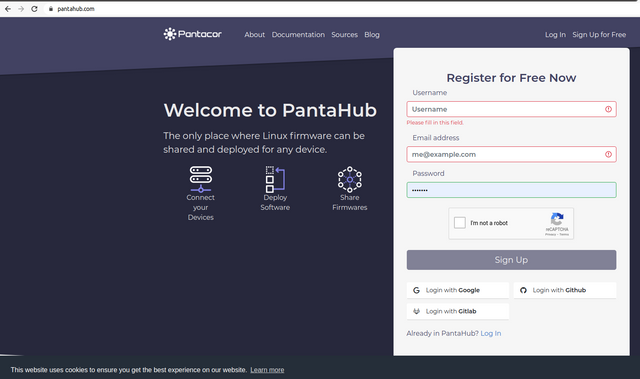 pantahub.com
Pantacor
About Documentation Sources Blog
Log In Sign Up for Free
Welcome to PantaHub
The only place where Linux firmware can be
shared and deployed for any device.
Connect
your
Devices
Deploy
Software
Share
Firmwares
Register for Free Now
Username
Username
Please fill in this field.
Email address
me@example.com
Password
•••••••
I'm not a robot
reCAPTCHA
Privacy - Terms
Sign Up
Login with Google
Login with Github
Login with Gitlab
Already in PantaHub? Log In
This website uses cookies to ensure you get the best experience on our website. Learn more